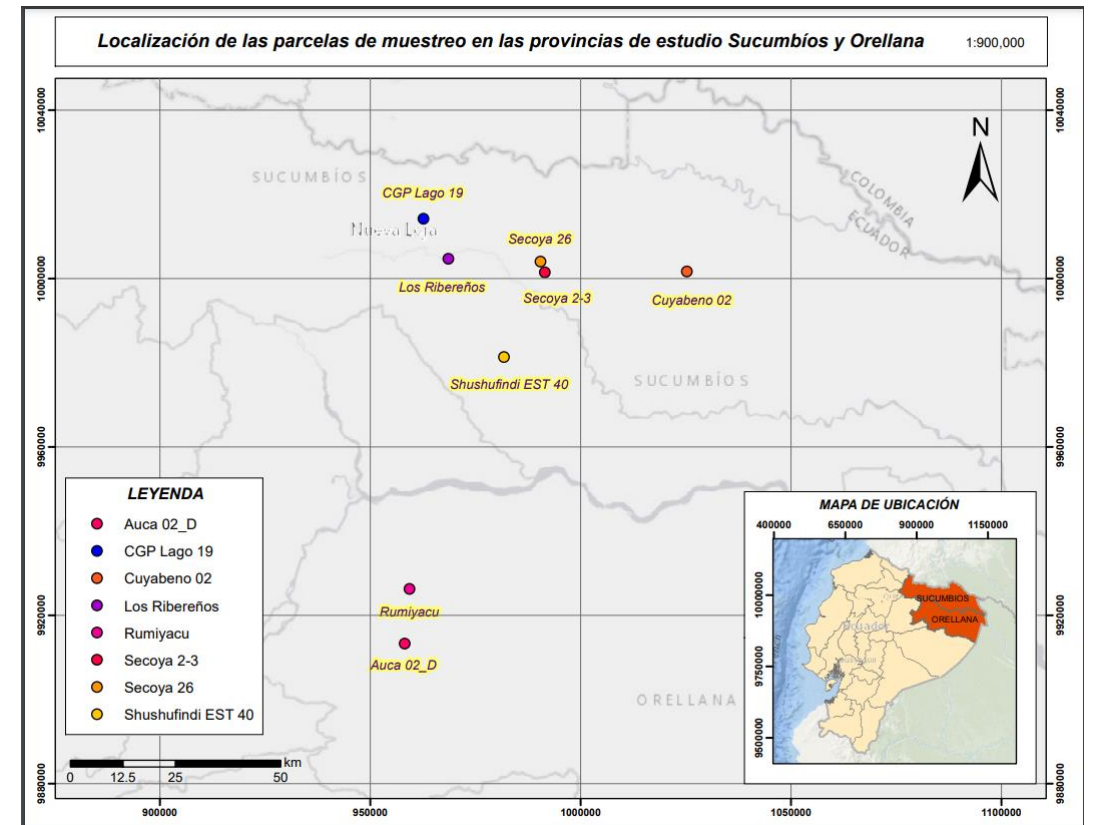 Localización de las parcelas de muestreo en las provincias de estudio Sucumbíos y Orellana 1:900,000
10040000
10040000
N
SUCUMBÍOS
CGP Lago 19
COLOMBIA
ECUADOR
Nueva Loja
Secoya 26
Los Ribereños
10000000
10000000
Secoya 2-3
Cuyabeno 02
Shushufindi EST 40
SUCUMBÍOS
9960000
9960000
LEYENDA
Auca 02_D
CGP Lago 19
Cuyabeno 02
Los Ribereños
Rumiyacu
Secoya 2-3
Secoya 26
Shushufindi EST 40
Rumiyacu
9920000
9920000
Auca 02_D
ORELLANA
MAPA DE UBICACIÓN
400000 650000 900000 1150000
10000000
9750000
9500000
SUCUMBIOS
ORELLANA
Ecuador
km
0 12.5 25 50
9880000
9880000
900000 950000 1000000 1050000 1100000